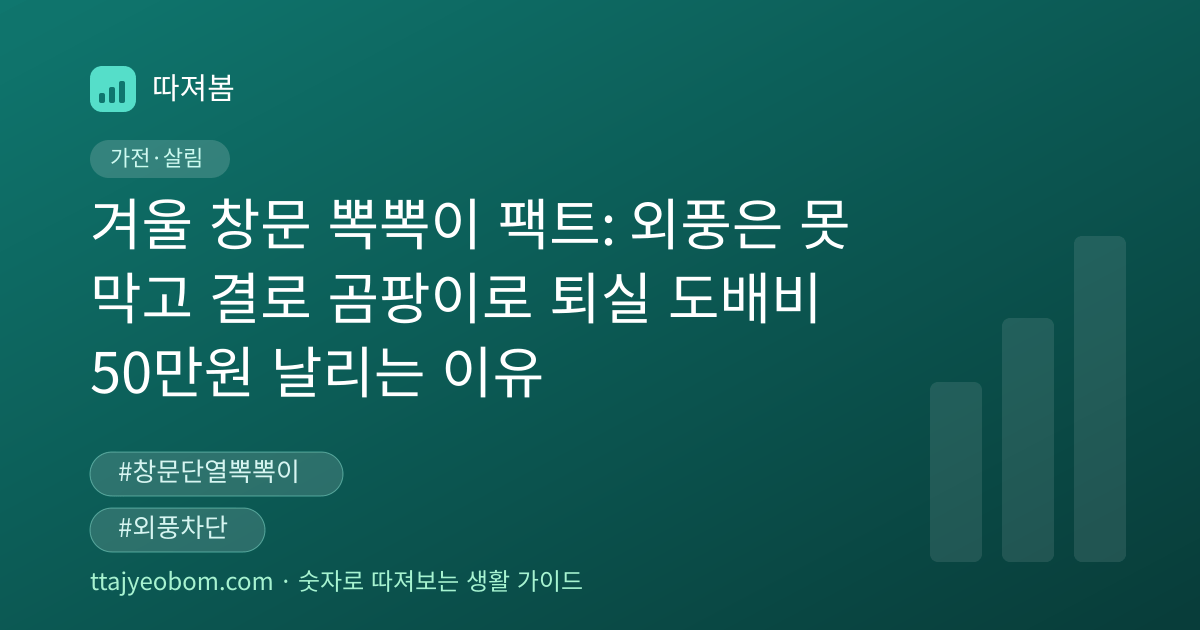 따져봄
가전·살림
겨울 창문 뽁뽁이 팩트: 외풍은 못
막고 결로 곰팡이로 퇴실 도배비
50만원 날리는 이유
#창문단열뽁뽁이
#외풍차단
ttajyeobom.com · 숫자로 따져보는 생활 가이드